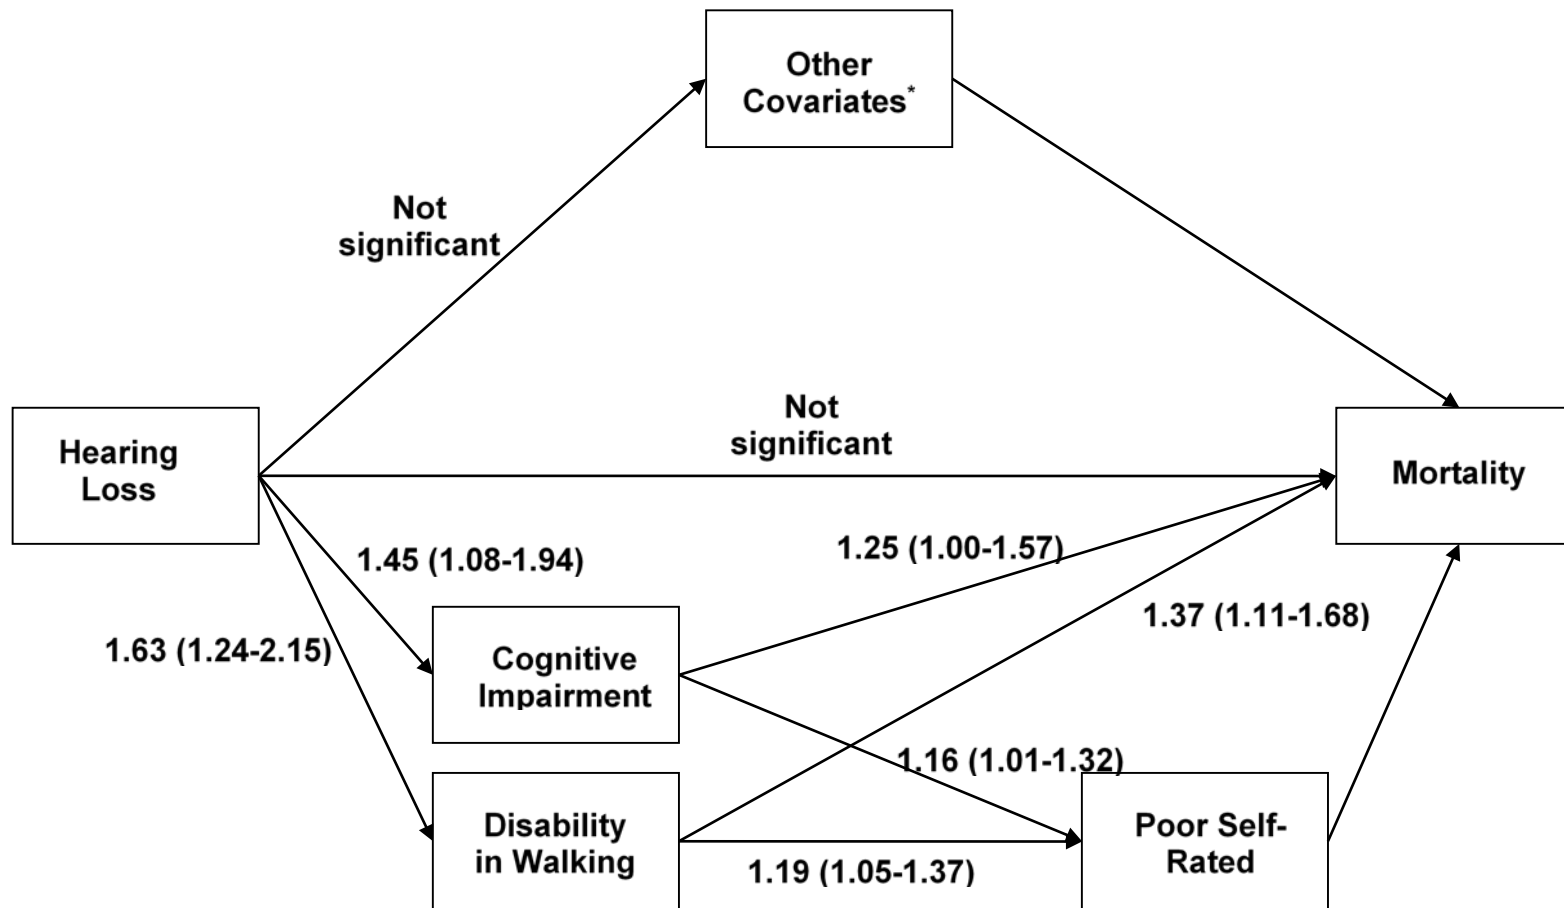 Other
Covariates*
Not
significant
Not
significant
Hearing
Loss
Mortality
1.45 (1.08-1.94)
1.25 (1.00-1.57)
1.37 (1.11-1.68)
1.63 (1.24-2.15)
Cognitive
Impairment
1.16 (1.01-1.32)
Disability
in Walking
Poor Self-
Rated
1.19 (1.05-1.37)